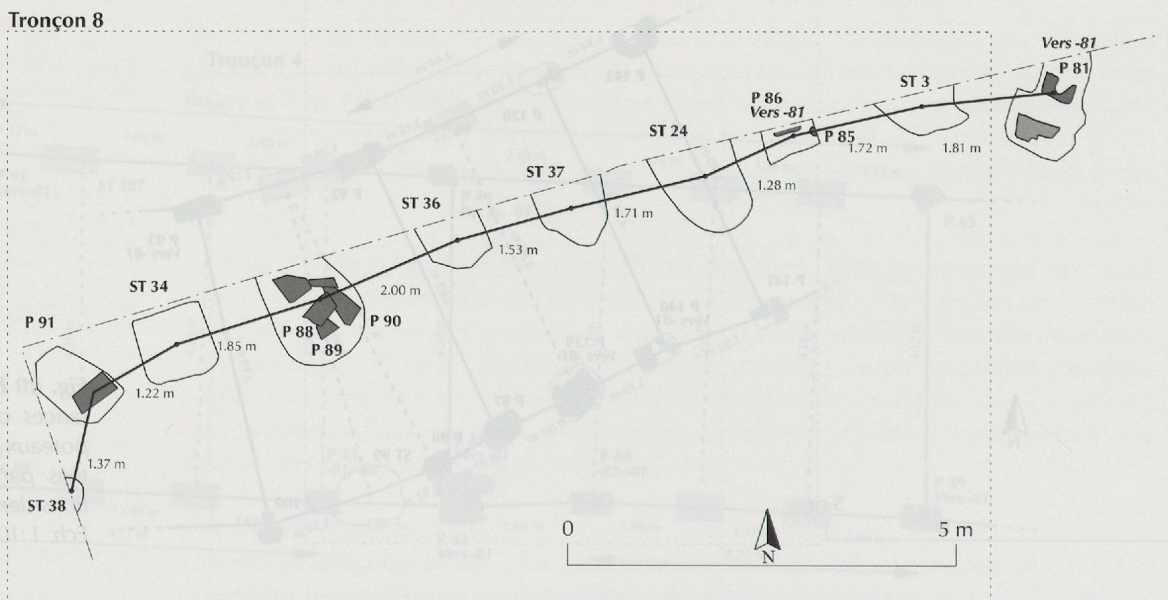 Tronçon 8
Vers -81
P 81
ST 3
P 86
Vers -81
P 85
1.72 m
1.81 m
ST 24
1.28 m
ST 37
1.71 m
ST 36
1.53 m
2.00 m
ST 34
P 88
P 90
P 89
1.85 m
P 91
1.22 m
1.37 m
ST 38
0
5 m
N